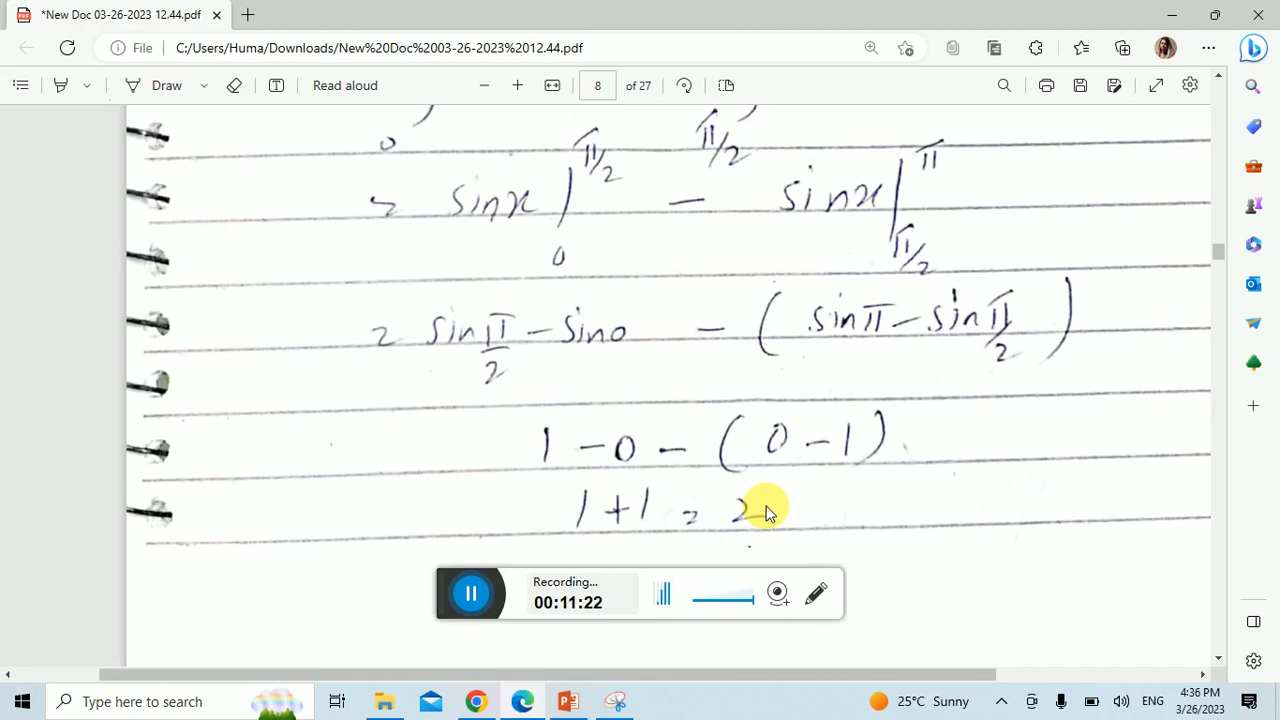 *New Doc 03-26-2023 12.44.pdf
File C:/Users/Huma/Downloads/New%20Doc%2003-26-2023%2012.44.pdf
Draw Read aloud 8 of 27
0 π/2
= sinx |₀^π/2 − sinx |_π/2^π
= sin π/2 − sin0 − (sinπ − sin π/2)
1 − 0 − (0 − 1)
1 + 1 = 2
Recording...
00:11:22
Type here to search
25°C Sunny
ENG
4:36 PM
3/26/2023